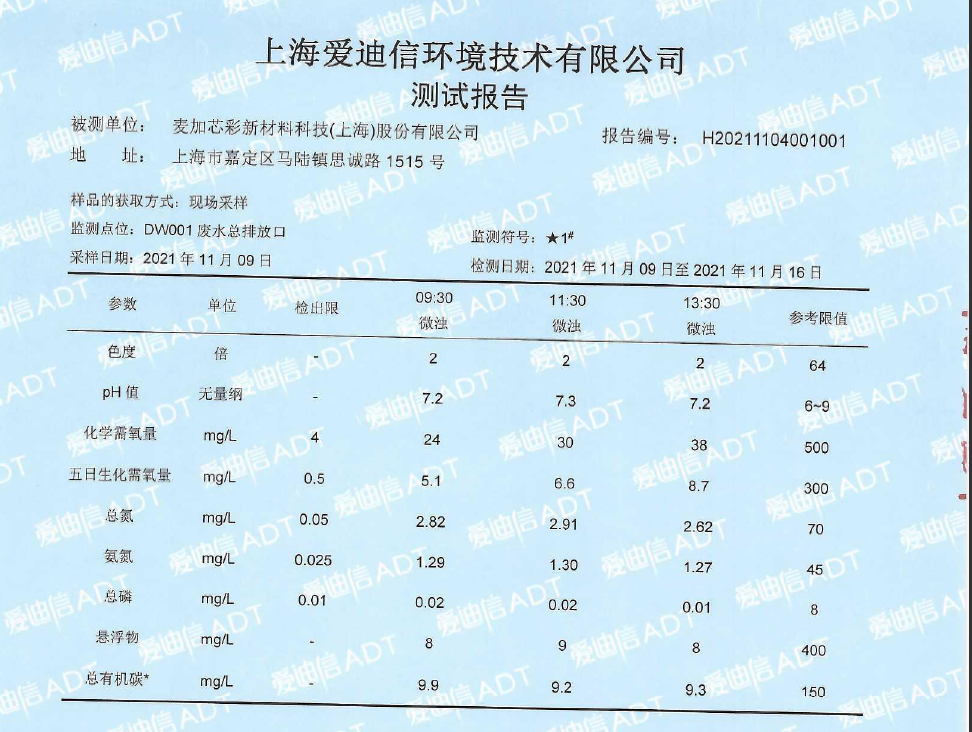 上海爱迪信环境技术有限公司
测试报告
被测单位： 麦加芯彩新材料科技(上海)股份有限公司
报告编号： H20211104001001
地 址： 上海市嘉定区马陆镇思诚路 1515 号
样品的获取方式：现场采样
监测点位：DW001 废水总排放口 监测符号：★1#
采样日期：2021 年 11 月 09 日 检测日期：2021 年 11 月 09 日至 2021 年 11 月 16 日
参数 单位 检出限 09:30 11:30 13:30 参考限值
微浊 微浊 微浊
色度 倍 - 2 2 2 64
pH 值 无量纲 - 7.2 7.3 7.2 6~9
化学需氧量 mg/L 4 24 30 38 500
五日生化需氧量 mg/L 0.5 5.1 6.6 8.7 300
总氮 mg/L 0.05 2.82 2.91 2.62 70
氨氮 mg/L 0.025 1.29 1.30 1.27 45
总磷 mg/L 0.01 0.02 0.02 0.01 8
悬浮物 mg/L - 8 9 8 400
总有机碳* mg/L - 9.9 9.2 9.3 150
爱迪信 ADT